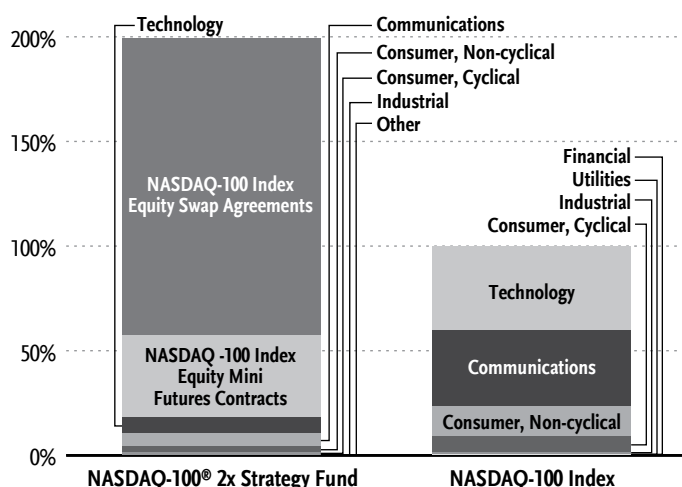 Technology
Communications
Consumer, Non-cyclical
Consumer, Cyclical
Industrial
Other
200%
150%
100%
50%
0%
NASDAQ-100 Index
Equity Swap Agreements
NASDAQ -100 Index
Equity Mini
Futures Contracts
NASDAQ-100® 2x Strategy Fund
Financial
Utilities
Industrial
Consumer, Cyclical
Technology
Communications
Consumer, Non-cyclical
NASDAQ-100 Index